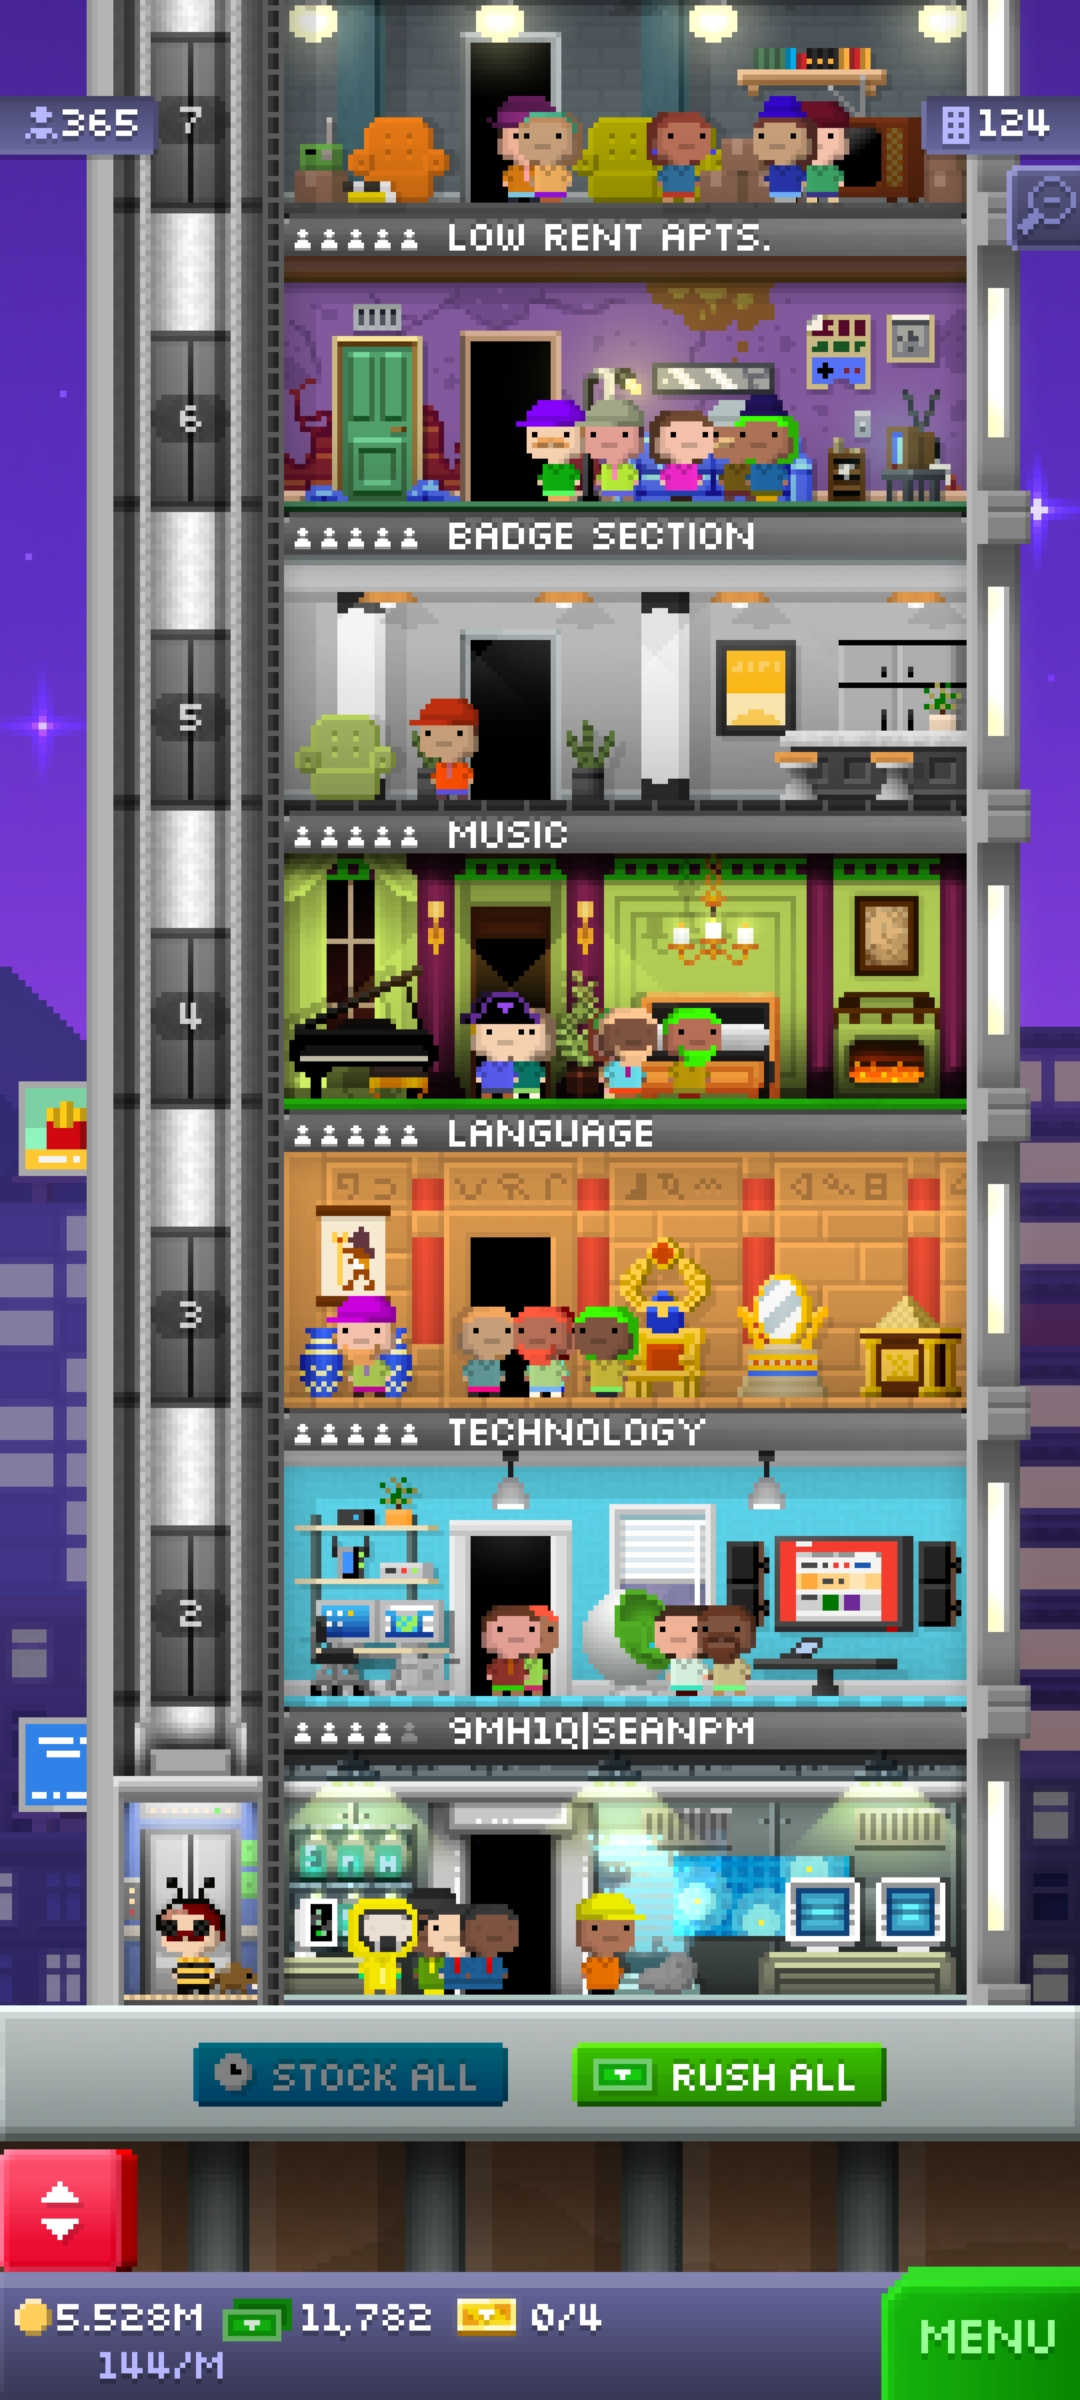 365
7
124
LOW RENT APTS.
6
BADGE SECTION
5
MUSIC
4
LANGUAGE
3
TECHNOLOGY
2
9MH1Q|SEANPM
STOCK ALL
RUSH ALL
5.528M
11,782
0/4
144/M
MENU